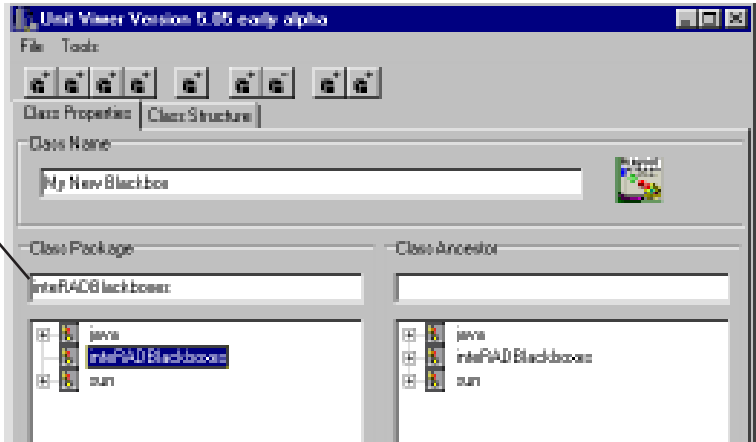 Unit Viwer Version 5.05 early alpha
File Tools
Class Properties Class Structure
Class Name
My New Blackbox
Class Package
inteRADBlackboxes
java
inteRADBlackboxes
sun
Class Ancestor
java
inteRADBlackboxes
sun